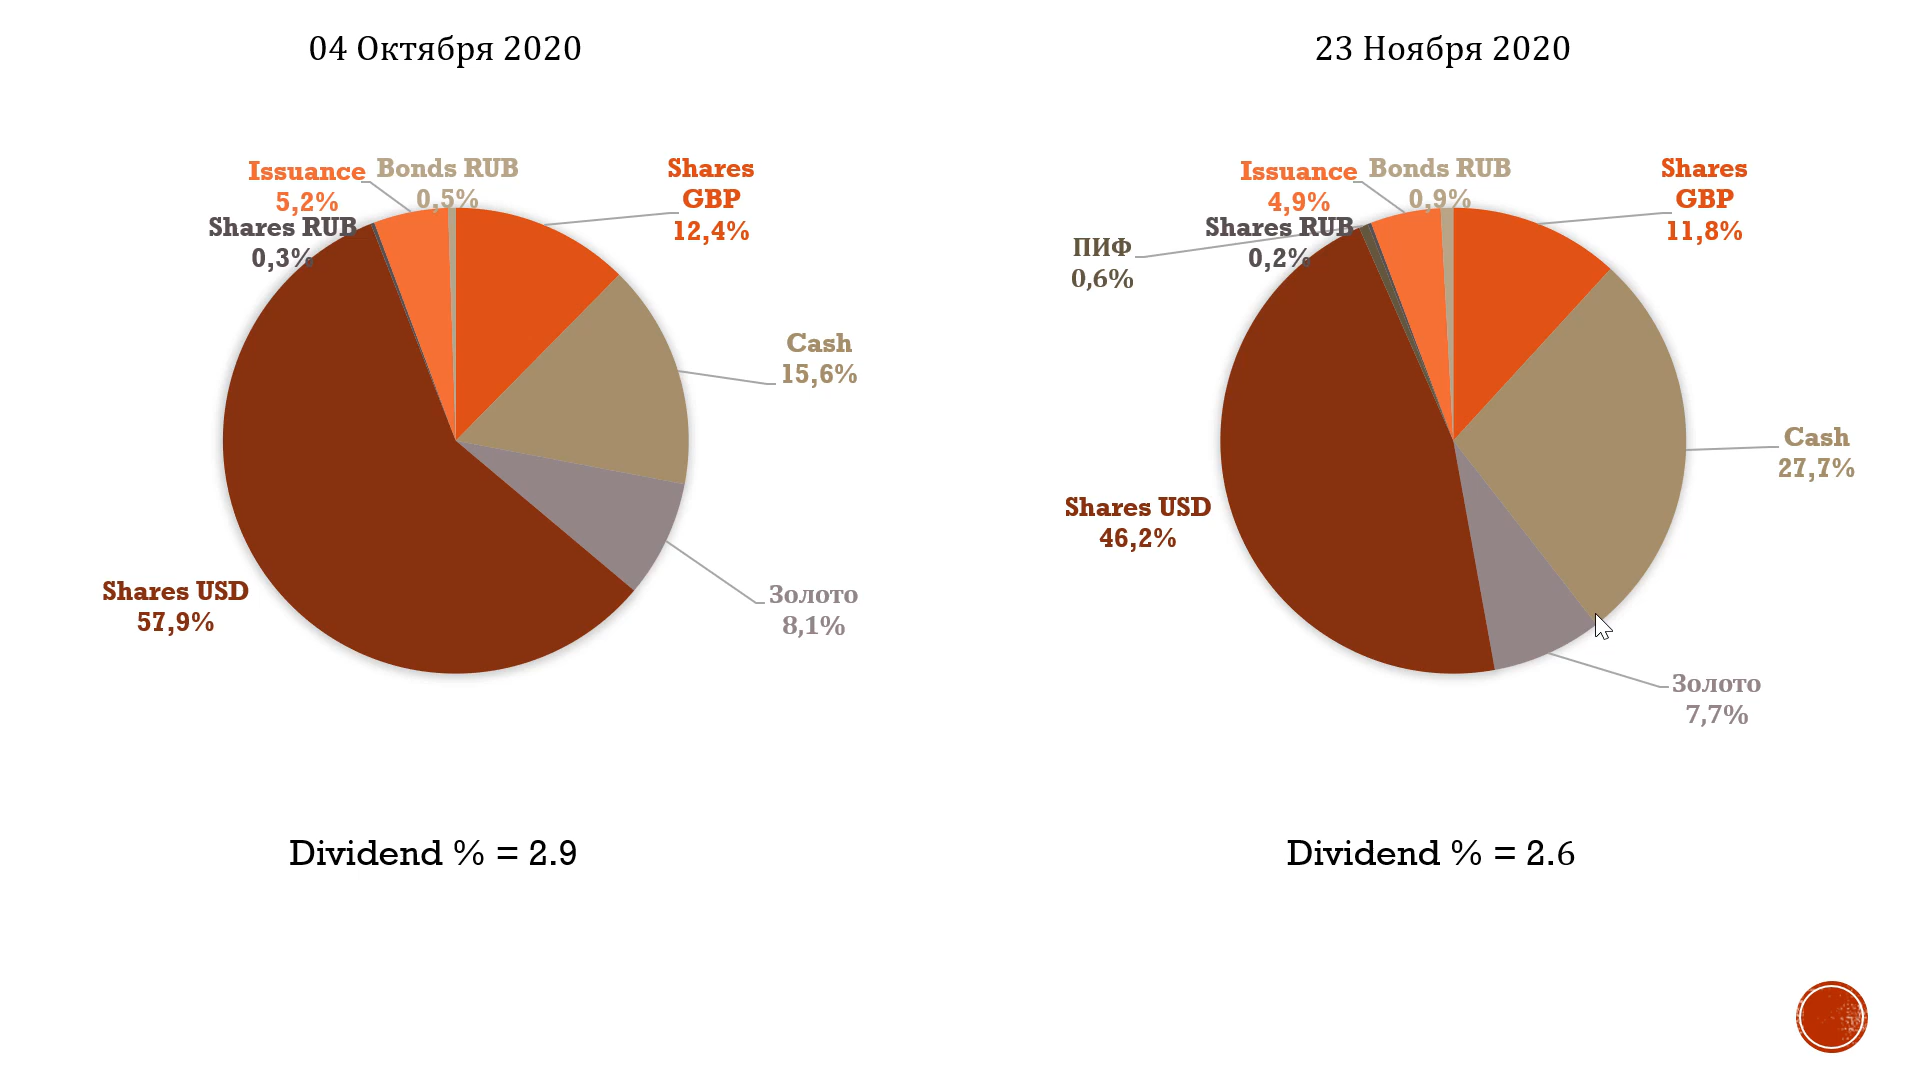 04 Октября 2020
Issuance
5,2%
Bonds RUB
0,5%
Shares
GBP
12,4%
Shares RUB
0,3%
Cash
15,6%
Shares USD
57,9%
Золото
8,1%
Dividend % = 2.9
23 Ноября 2020
Issuance
4,9%
Bonds RUB
0,9%
Shares
GBP
11,8%
Shares RUB
0,2%
ПИФ
0,6%
Cash
27,7%
Shares USD
46,2%
Золото
7,7%
Dividend % = 2.6